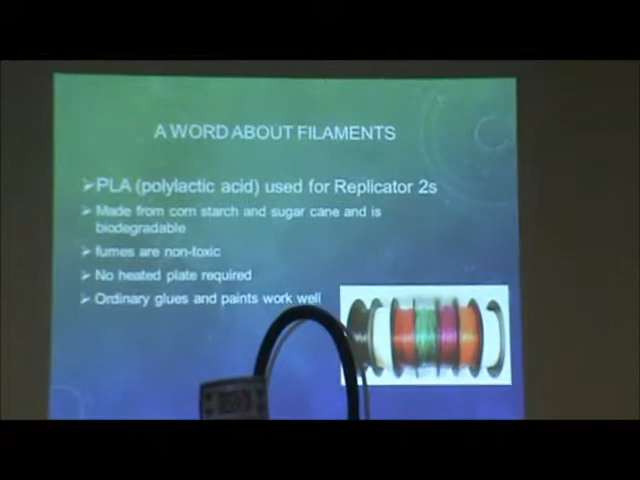 A WORD ABOUT FILAMENTS
➢PLA (polylactic acid) used for Replicator 2s
➢ Made from corn starch and sugar cane and is
biodegradable
➢ fumes are non-toxic
➢ No heated plate required
➢ Ordinary glues and paints work well